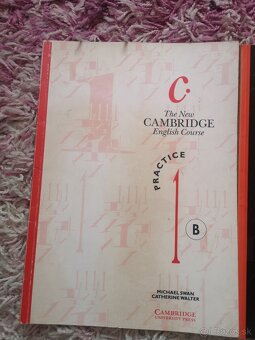 C.
The New
CAMBRIDGE
English Course
PRACTICE
1
B
MICHAEL SWAN
CATHERINE WALTER
CAMBRIDGE
UNIVERSITY PRESS